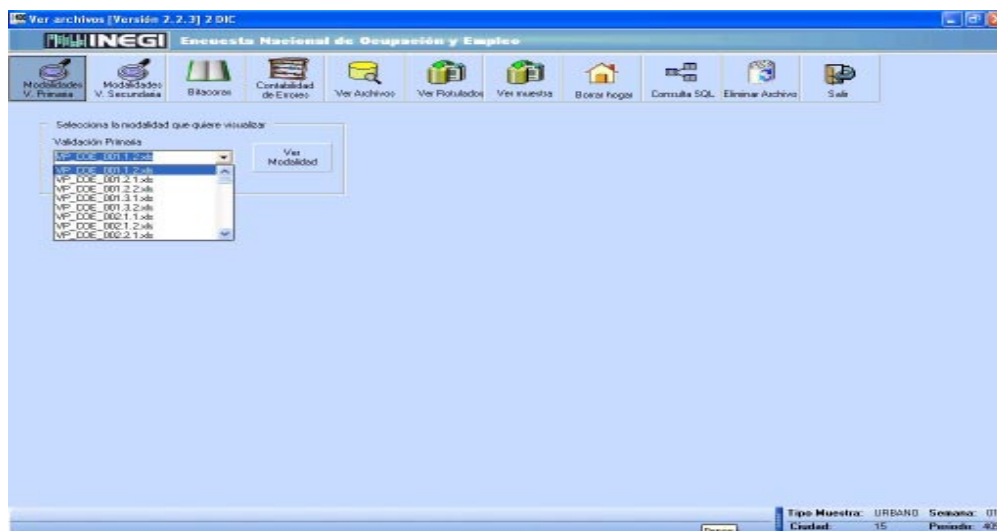 Ver archivos [Versión 2.2.3] 2 DIC
INEGI Encuesta Nacional de Ocupación y Empleo
Modalidades V. Primaria
Modalidades V. Secundaria
Bitacoras
Contabilidad de Errores
Ver Archivos
Ver Rotulados
Ver muestra
Borrar hogar
Consulta SQL
Eliminar Archivo
Salir
Selecciona la modalidad que quiere visualizar
Validación Primaria
VP_COE_001.1.2.xls
Ver Modalidad
VP_COE_001.1.2.xls
VP_COE_001.2.1.xls
VP_COE_001.2.2.xls
VP_COE_001.3.1.xls
VP_COE_001.3.2.xls
VP_COE_002.1.1.xls
VP_COE_002.1.2.xls
VP_COE_002.2.1.xls
Tipo Muestra: URBANO Semana: 01
Ciudad: 15 Periodo: